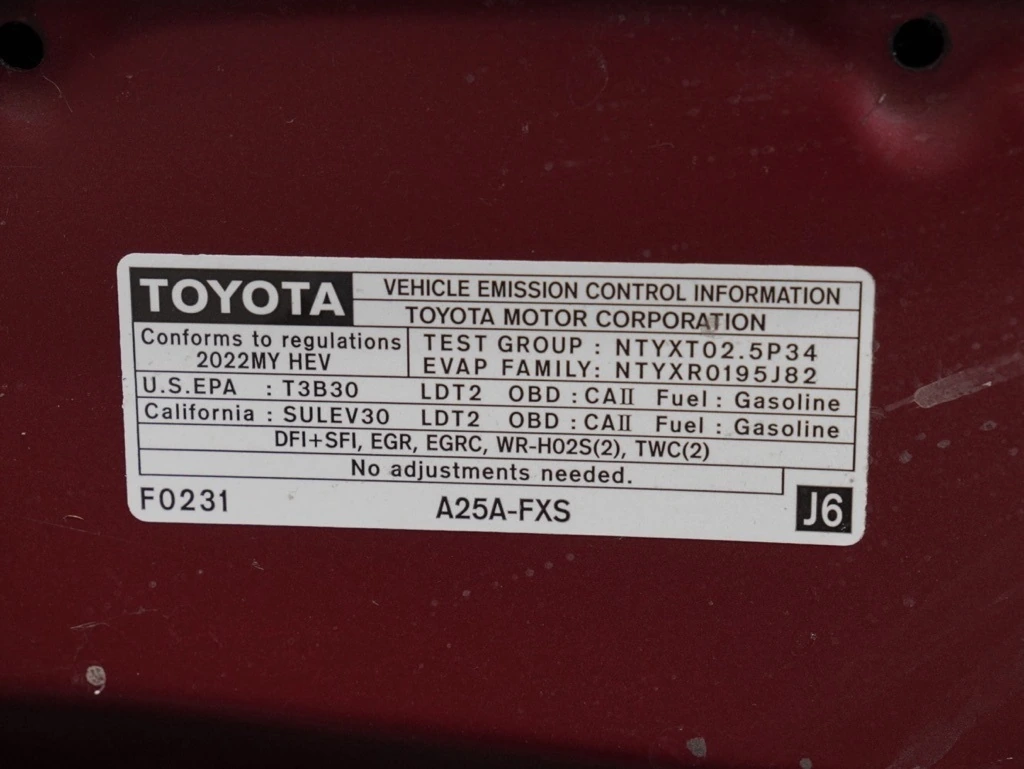 TOYOTA VEHICLE EMISSION CONTROL INFORMATION
TOYOTA MOTOR CORPORATION
Conforms to regulations
2022MY HEV
TEST GROUP : NTYXT02.5P34
EVAP FAMILY: NTYXR0195J82
U.S.EPA : T3B30 LDT2 OBD : CAII Fuel : Gasoline
California : SULEV30 LDT2 OBD : CAII Fuel : Gasoline
DFI+SFI, EGR, EGRC, WR-HO2S(2), TWC(2)
No adjustments needed.
F0231 A25A-FXS J6